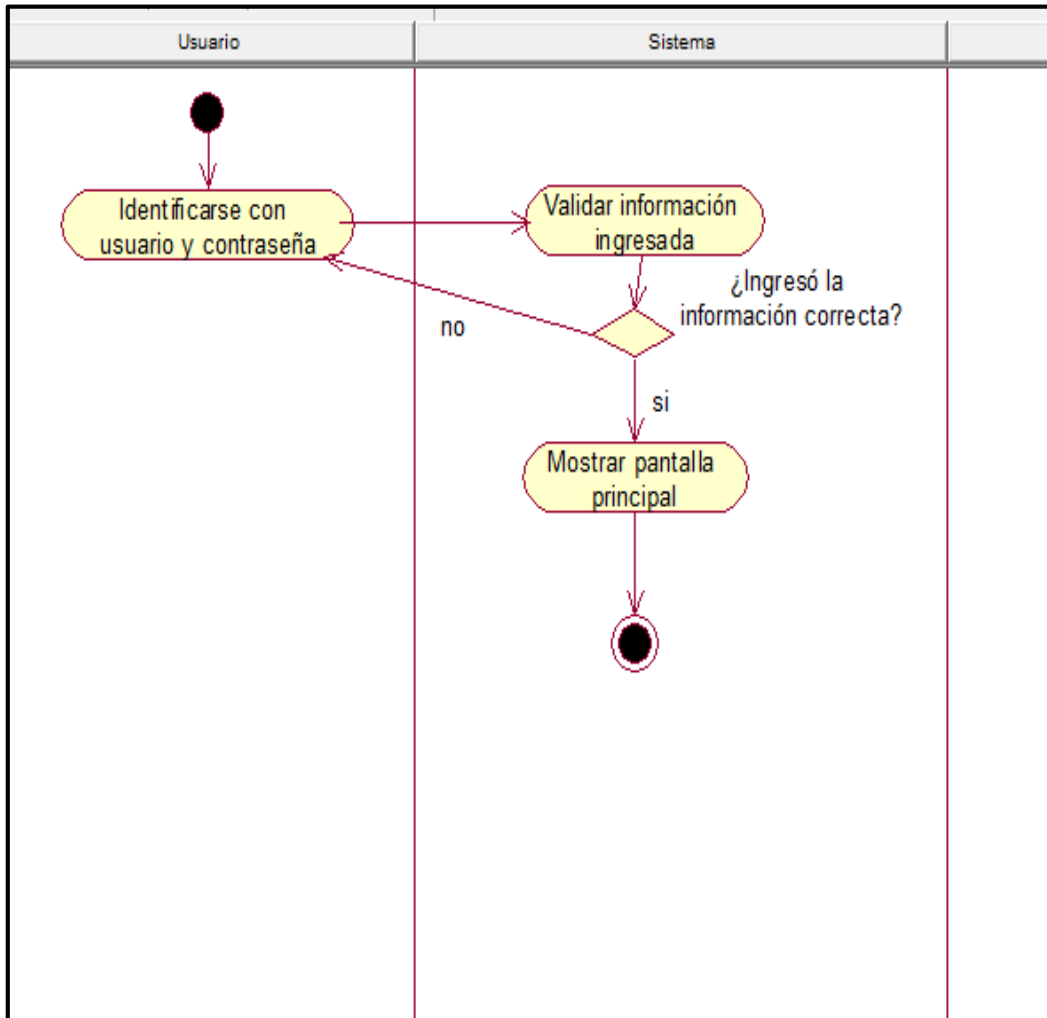 Usuario
Sistema
Identificarse con
usuario y contraseña
Validar información
ingresada
¿Ingresó la
información correcta?
no
si
Mostrar pantalla
principal